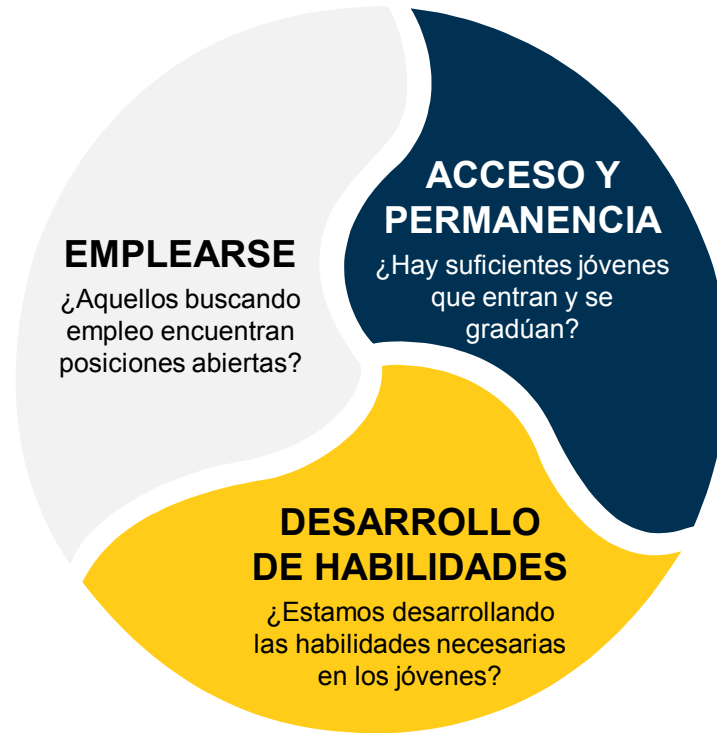 ACCESO Y
PERMANENCIA
¿Hay suficientes jóvenes
que entran y se
gradúan?
EMPLEARSE
¿Aquellos buscando
empleo encuentran
posiciones abiertas?
DESARROLLO
DE HABILIDADES
¿Estamos desarrollando
las habilidades necesarias
en los jóvenes?